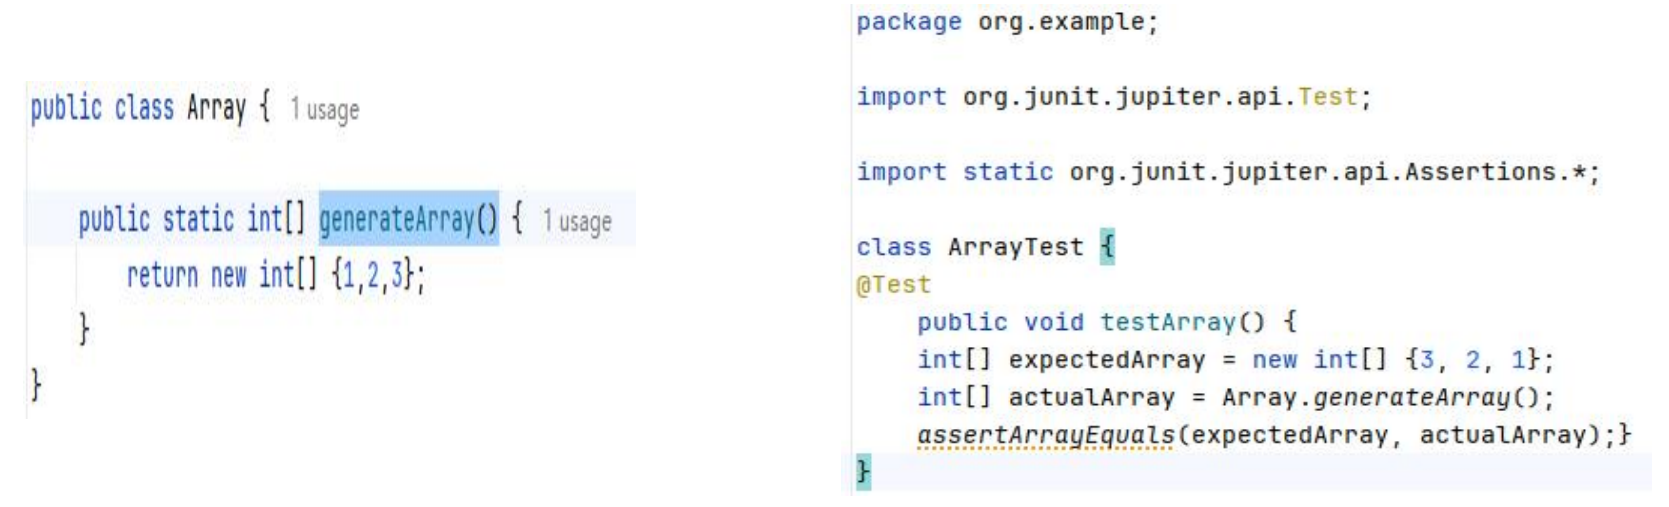 public class Array { 1 usage
public static int[] generateArray() { 1 usage
return new int[] {1,2,3};
}
}
package org.example;
import org.junit.jupiter.api.Test;
import static org.junit.jupiter.api.Assertions.*;
class ArrayTest {
@Test
public void testArray() {
int[] expectedArray = new int[] {3, 2, 1};
int[] actualArray = Array.generateArray();
assertArrayEquals(expectedArray, actualArray);}
}